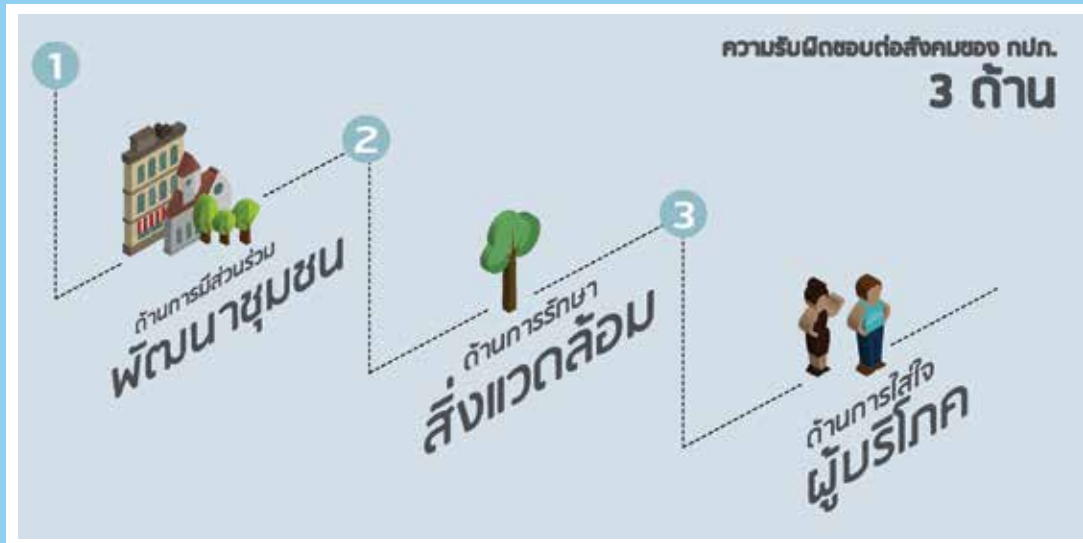 ความรับผิดชอบต่อสังคมของ กปภ.
3 ด้าน
1
ด้านการมีส่วนร่วม
พัฒนาชุมชน
2
ด้านการรักษา
สิ่งแวดล้อม
3
ด้านการใส่ใจ
ผู้บริโภค